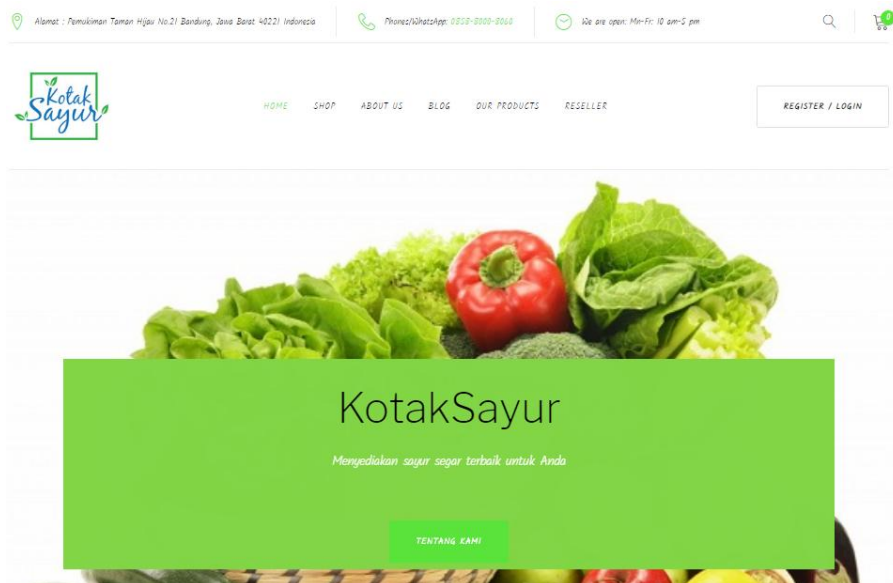 Alamat : Pemukiman Taman Hijau No.21 Bandung, Jawa Barat 40221 Indonesia
Phones/WhatsApp: 0858-8008-8060
We are open: Mn-Fr: 10 am-5 pm
0
Kotak
Sayur
HOME SHOP ABOUT US BLOG OUR PRODUCTS RESELLER
REGISTER / LOGIN
KotakSayur
Menyediakan sayur segar terbaik untuk Anda
TENTANG KAMI